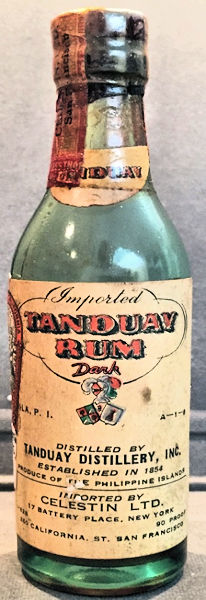 TANDUAY
Imported
TANDUAY
RUM
Dark
LA, P. I.
A-1-8
DISTILLED BY
TANDUAY DISTILLERY, INC.
ESTABLISHED IN 1854
PRODUCE OF THE PHILIPPINE ISLANDS
IMPORTED BY
CELESTIN LTD.
17 BATTERY PLACE, NEW YORK
90 PROOF
CALIFORNIA, ST. SAN FRANCISCO